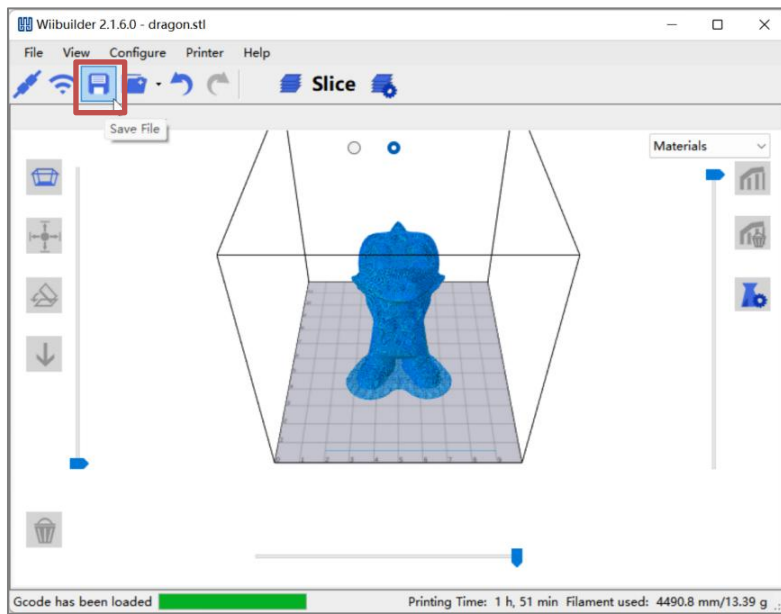 Wiibuilder 2.1.6.0 - dragon.stl
File View Configure Printer Help
Slice
Save File
Materials
Gcode has been loaded
Printing Time: 1 h, 51 min Filament used: 4490.8 mm/13.39 g